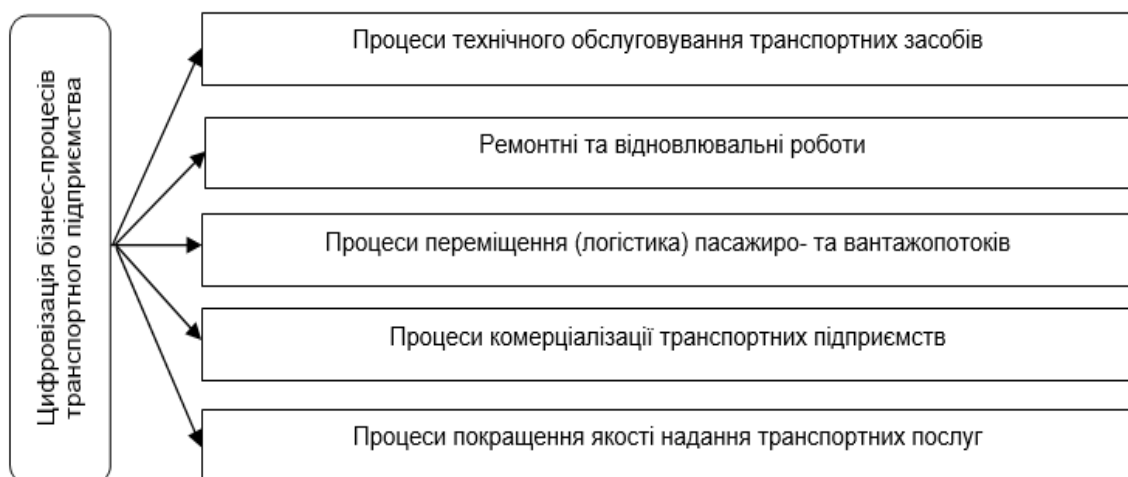 Цифровізація бізнес-процесів
транспортного підприємства
Процеси технічного обслуговування транспортних засобів
Ремонтні та відновлювальні роботи
Процеси переміщення (логістика) пасажиро- та вантажопотоків
Процеси комерціалізації транспортних підприємств
Процеси покращення якості надання транспортних послуг